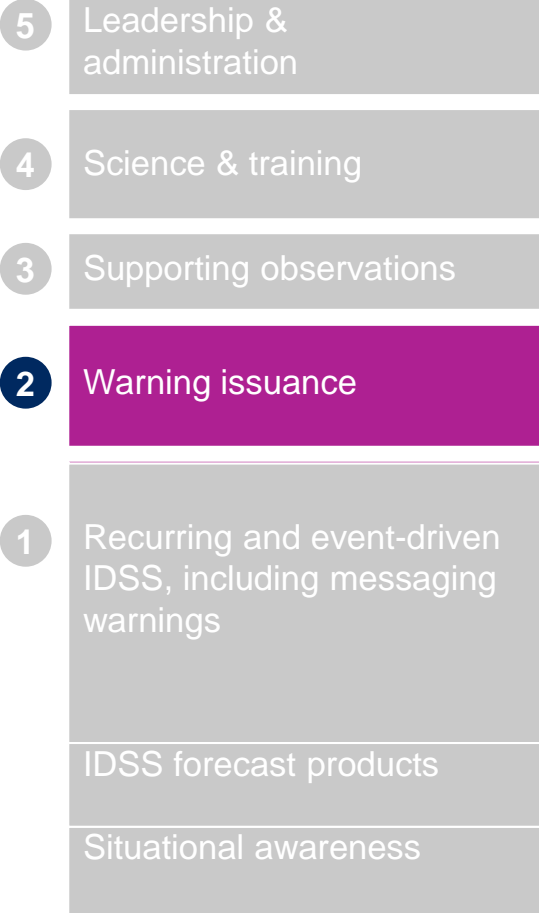 5
Leadership &
administration
4
Science & training
3
Supporting observations
2
Warning issuance
1
Recurring and event-driven
IDSS, including messaging
warnings
IDSS forecast products
Situational awareness